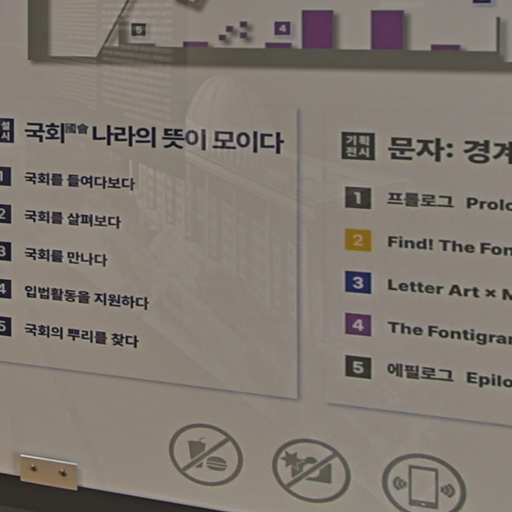 5
4
국회國會 나라의 뜻이 모이다
1 국회를 들여다보다
2 국회를 살펴보다
3 국회를 만나다
4 입법활동을 지원하다
5 국회의 뿌리를 찾다
기획
전시
문자:
1 프롤로그
2 Find! The
3 Letter Art ×
4 The
5 에필로그